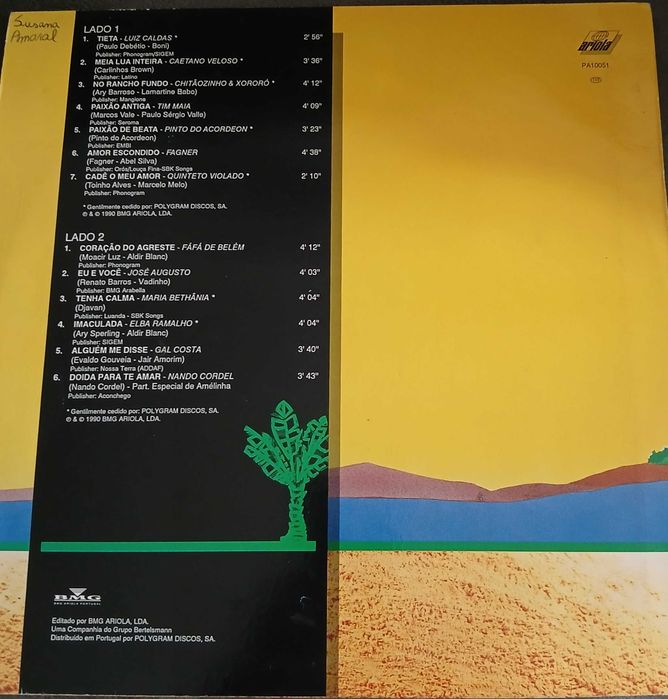 Susana
Amaral
LADO 1
1. TIETA - LUIZ CALDAS * 2' 56"
(Paulo Debétio - Boni)
Publisher: Phonogram/SIGEM
2. MEIA LUA INTEIRA - CAETANO VELOSO * 3' 36"
(Carlinhos Brown)
Publisher: Latino
3. NO RANCHO FUNDO - CHITÃOZINHO & XORORÓ * 4' 12"
(Ary Barroso - Lamartine Babo)
Publisher: Mangione
4. PAIXÃO ANTIGA - TIM MAIA 4' 09"
(Marcos Vale - Paulo Sérgio Valle)
Publisher: Seroma
5. PAIXÃO DE BEATA - PINTO DO ACORDEON * 3' 23"
(Pinto do Acordeon)
Publisher: EMBI
6. AMOR ESCONDIDO - FAGNER 4' 38"
(Fagner - Abel Silva)
Publisher: Orós/Louça Fina-SBK Songs
7. CADÊ O MEU AMOR - QUINTETO VIOLADO * 2' 10"
(Toinho Alves - Marcelo Melo)
Publisher: Phonogram
* Gentilmente cedido por: POLYGRAM DISCOS, SA.
℗ & © 1990 BMG ARIOLA, LDA.
LADO 2
1. CORAÇÃO DO AGRESTE - FÁFÁ DE BELÉM 4' 12"
(Moacir Luz - Aldir Blanc)
Publisher: Phonogram
2. EU E VOCÊ - JOSÉ AUGUSTO 4' 03"
(Renato Barros - Vadinho)
Publisher: BMG Arabella
3. TENHA CALMA - MARIA BETHÂNIA * 4' 04"
(Djavan)
Publisher: Luanda - SBK Songs
4. IMACULADA - ELBA RAMALHO * 4' 04"
(Ary Sperling - Aldir Blanc)
Publisher: SIGEM
5. ALGUÉM ME DISSE - GAL COSTA 3' 40"
(Evaldo Gouveia - Jair Amorim)
Publisher: Nossa Terra (ADDAF)
6. DOIDA PARA TE AMAR - NANDO CORDEL 3' 43"
(Nando Cordel) - Part. Especial de Amélinha
Publisher: Aconchego
* Gentilmente cedido por: POLYGRAM DISCOS, SA.
℗ & © 1990 BMG ARIOLA, LDA.
BMG
BMG ARIOLA PORTUGAL
Editado por BMG ARIOLA, LDA.
Uma Companhia do Grupo Bertelsmann
Distribuído em Portugal por POLYGRAM DISCOS, SA.
ariola
PA10051